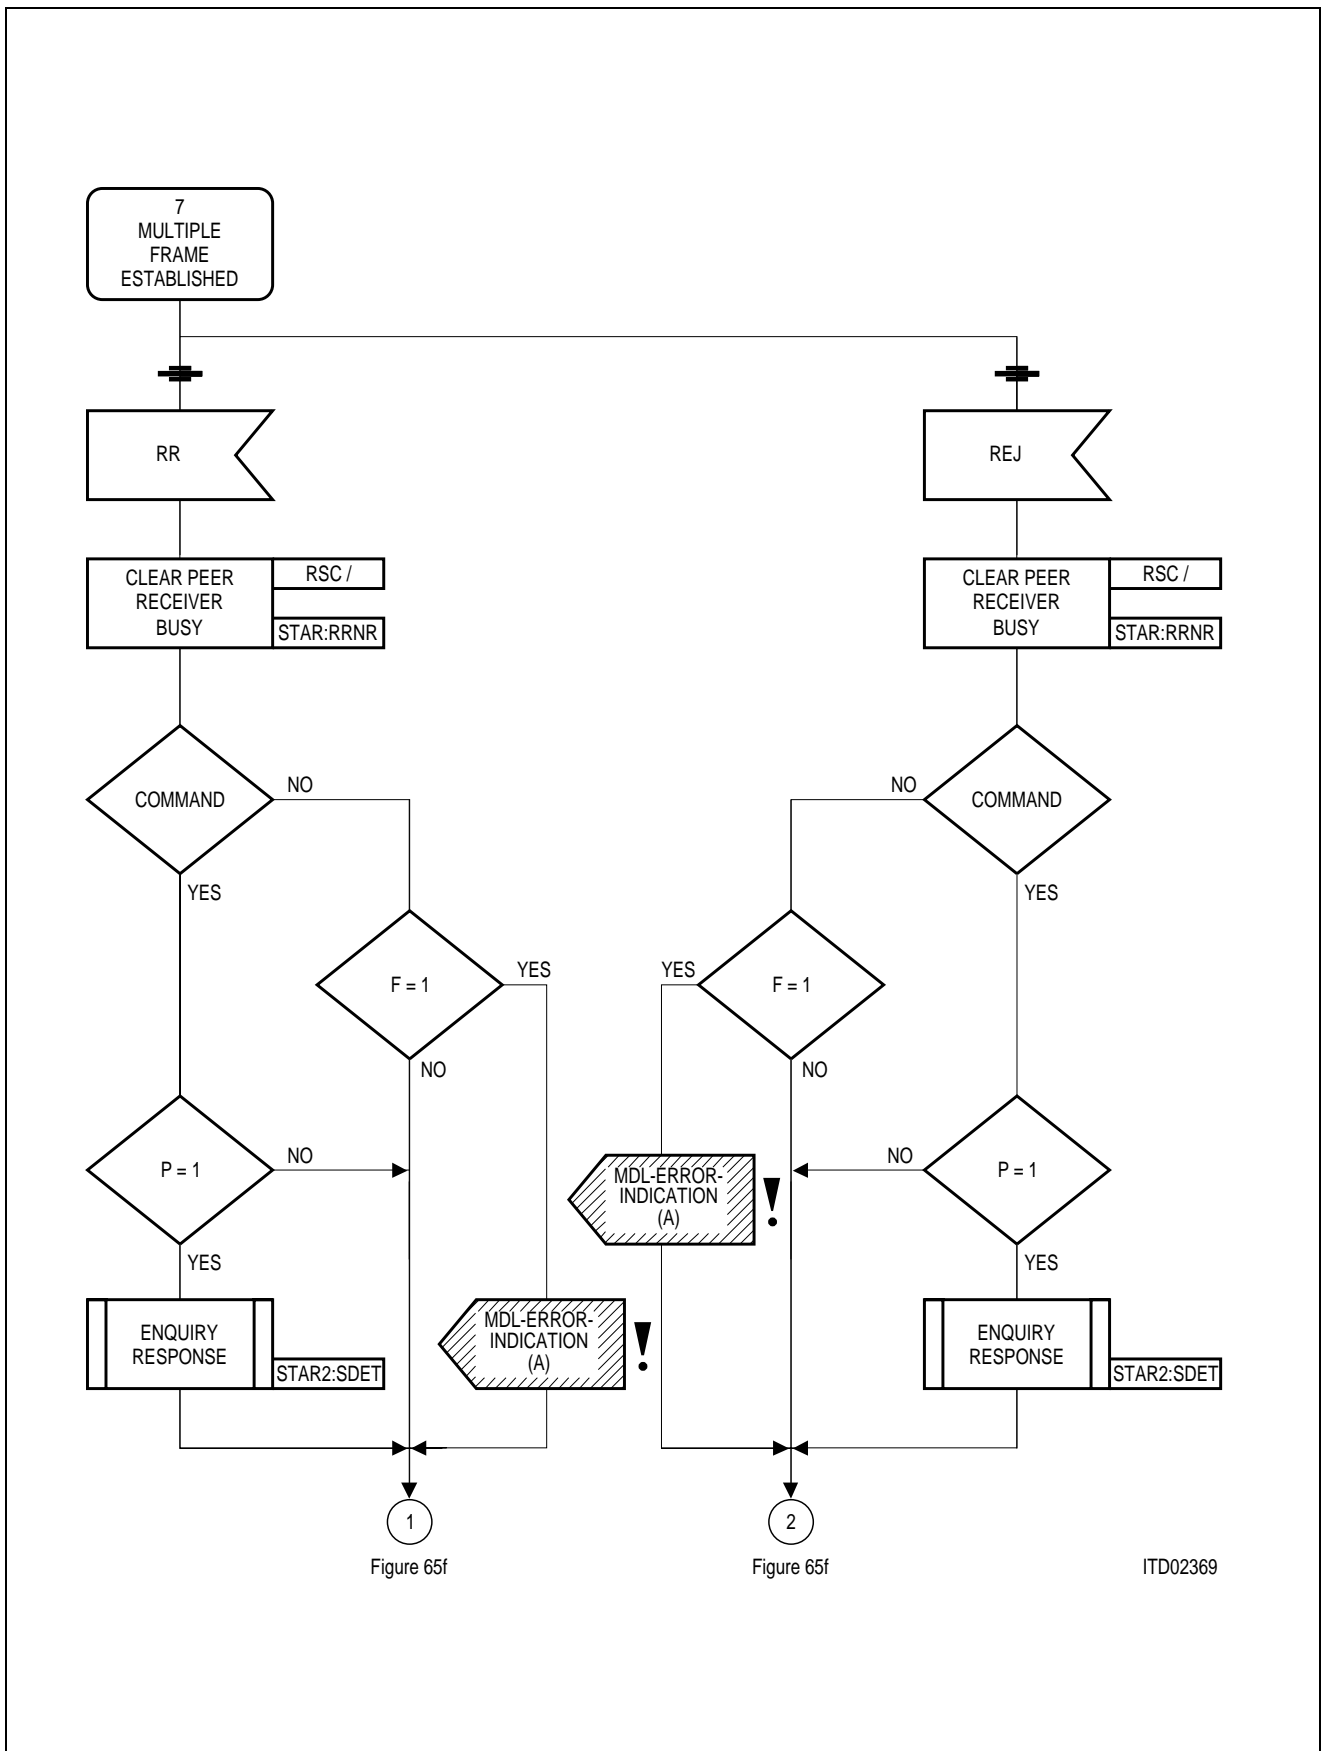 7
MULTIPLE
FRAME
ESTABLISHED
RR
REJ
CLEAR PEER
RECEIVER
BUSY
RSC /
STAR:RRNR
CLEAR PEER
RECEIVER
BUSY
RSC /
STAR:RRNR
COMMAND
NO
YES
NO
COMMAND
YES
F = 1
YES
NO
YES
F = 1
NO
P = 1
NO
YES
MDL-ERROR-
INDICATION
(A)
!
NO
P = 1
YES
ENQUIRY
RESPONSE
STAR2:SDET
MDL-ERROR-
INDICATION
(A)
!
ENQUIRY
RESPONSE
STAR2:SDET
1
2
Figure 65f
Figure 65f
ITD02369